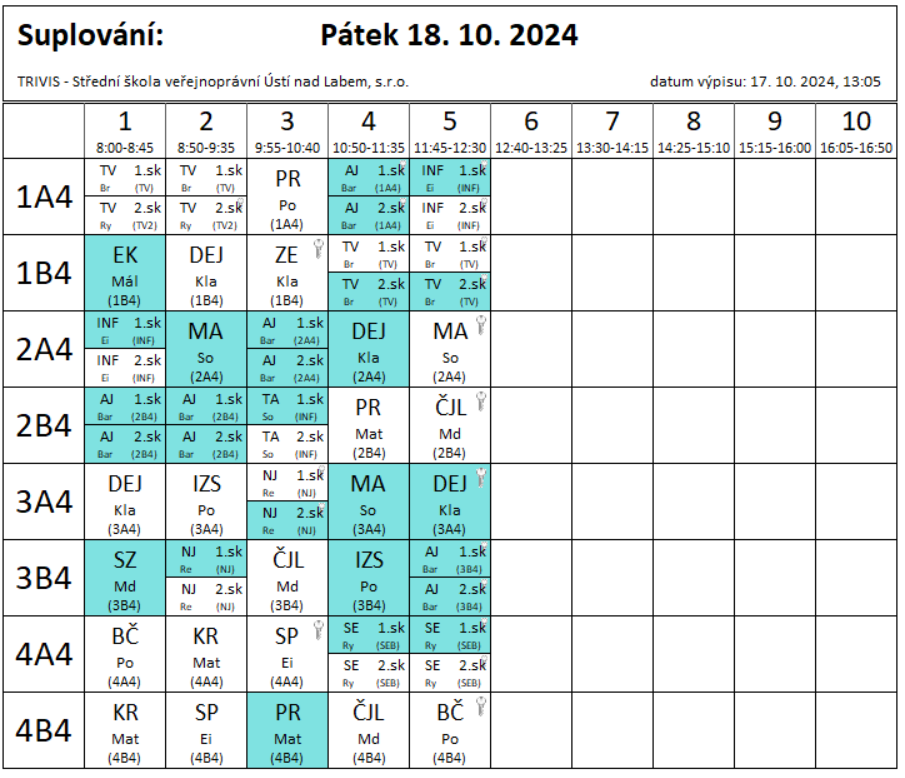 Suplování: Pátek 18. 10. 2024
TRIVIS - Střední škola veřejnoprávní Ústí nad Labem, s.r.o. datum výpisu: 17. 10. 2024, 13:05
1 2 3 4 5 6 7 8 9 10
8:00-8:45 8:50-9:35 9:55-10:40 10:50-11:35 11:45-12:30 12:40-13:25 13:30-14:15 14:25-15:10 15:15-16:00 16:05-16:50
1A4
TV 1.sk TV 1.sk PR AJ 1.sk INF 1.sk
Br (TV) Br (TV) Po Bar (1A4) Ei (INF)
TV 2.sk TV 2.sk (1A4) AJ 2.sk INF 2.sk
Ry (TV2) Ry (TV2) Bar (1A4) Ei (INF)
1B4
EK DEJ ZE TV 1.sk TV 1.sk
Mál Kla Kla Br (TV) Br (TV)
(1B4) (1B4) (1B4) TV 2.sk TV 2.sk
Br (TV) Br (TV)
2A4
INF 1.sk MA AJ 1.sk DEJ MA
Ei (INF) So Bar (2A4) Kla So
INF 2.sk (2A4) AJ 2.sk (2A4) (2A4)
Ei (INF) Bar (2A4)
2B4
AJ 1.sk AJ 1.sk TA 1.sk PR ČJL
Bar (2B4) Bar (2B4) So (INF) Mat Md
AJ 2.sk AJ 2.sk TA 2.sk (2B4) (2B4)
Bar (2B4) Bar (2B4) So (INF)
3A4
DEJ IZS NJ 1.sk MA DEJ
Kla Po Re (NJ) So Kla
(3A4) (3A4) NJ 2.sk (3A4) (3A4)
Re (NJ)
3B4
SZ NJ 1.sk ČJL IZS AJ 1.sk
Md Re (NJ) Md Po Bar (3B4)
(3B4) NJ 2.sk (3B4) (3B4) AJ 2.sk
Re (NJ) Bar (3B4)
4A4
BČ KR SP SE 1.sk SE 1.sk
Po Mat Ei Ry (SEB) Ry (SEB)
(4A4) (4A4) (4A4) SE 2.sk SE 2.sk
Ry (SEB) Ry (SEB)
4B4
KR SP PR ČJL BČ
Mat Ei Mat Md Po
(4B4) (4B4) (4B4) (4B4) (4B4)